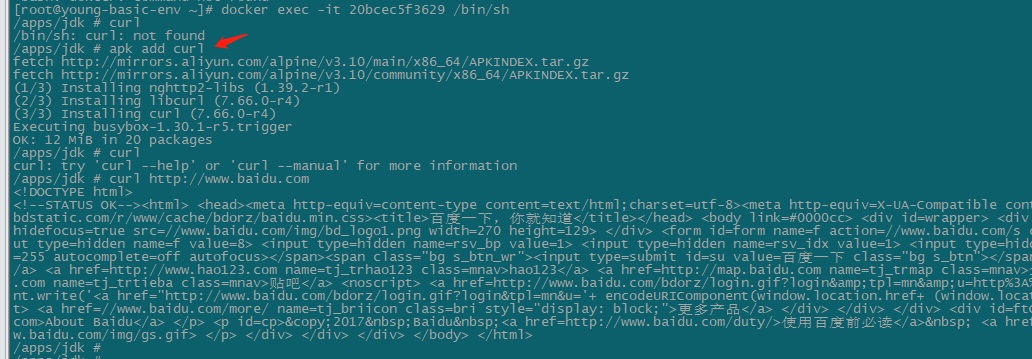 [root@young-basic-env ~]# docker exec -it 20bcec5f3629 /bin/sh
/apps/jdk # curl
/bin/sh: curl: not found
/apps/jdk # apk add curl
fetch http://mirrors.aliyun.com/alpine/v3.10/main/x86_64/APKINDEX.tar.gz
fetch http://mirrors.aliyun.com/alpine/v3.10/community/x86_64/APKINDEX.tar.gz
(1/3) Installing nghttp2-libs (1.39.2-r1)
(2/3) Installing libcurl (7.66.0-r4)
(3/3) Installing curl (7.66.0-r4)
Executing busybox-1.30.1-r5.trigger
OK: 12 MiB in 20 packages
/apps/jdk # curl
curl: try 'curl --help' or 'curl --manual' for more information
/apps/jdk # curl http://www.baidu.com
<!DOCTYPE html>
<!--STATUS OK--><html> <head><meta http-equiv=content-type content=text/html;charset=utf-8><meta http-equiv=X-UA-Compatible cont
bdstatic.com/r/www/cache/bdorz/baidu.min.css><title>百度一下，你就知道</title></head> <body link=#0000cc> <div id=wrapper> <div
hidefocus=true src=//www.baidu.com/img/bd_logo1.png width=270 height=129> </div> <form id=form name=f action=//www.baidu.com/s c
ut type=hidden name=f value=8> <input type=hidden name=rsv_bp value=1> <input type=hidden name=rsv_idx value=1> <input type=hidd
=255 autocomplete=off autofocus></span><span class="bg s_btn_wr"><input type=submit id=su value=百度一下 class="bg s_btn"></span>
/a> <a href=http://www.hao123.com name=tj_trhao123 class=mnav>hao123</a> <a href=http://map.baidu.com name=tj_trmap class=mnav>
.com name=tj_trtieba class=mnav>贴吧</a> <noscript> <a href=http://www.baidu.com/bdorz/login.gif?login&amp;tpl=mn&amp;u=http%3A%
nt.write('<a href="http://www.baidu.com/bdorz/login.gif?login&tpl=mn&u='+ encodeURIComponent(window.location.href+ (window.locat
t> <a href=//www.baidu.com/more/ name=tj_briicon class=bri style="display: block;">更多产品</a> </div> </div> </div> <div id=ftC
com>About Baidu</a> </p> <p id=cp>&copy;2017&nbsp;Baidu&nbsp;<a href=http://www.baidu.com/duty/>使用百度前必读</a>&nbsp; <a href
w.baidu.com/img/gs.gif> </p> </div> </div> </div> </body> </html>
/apps/jdk #
/apps/jdk #